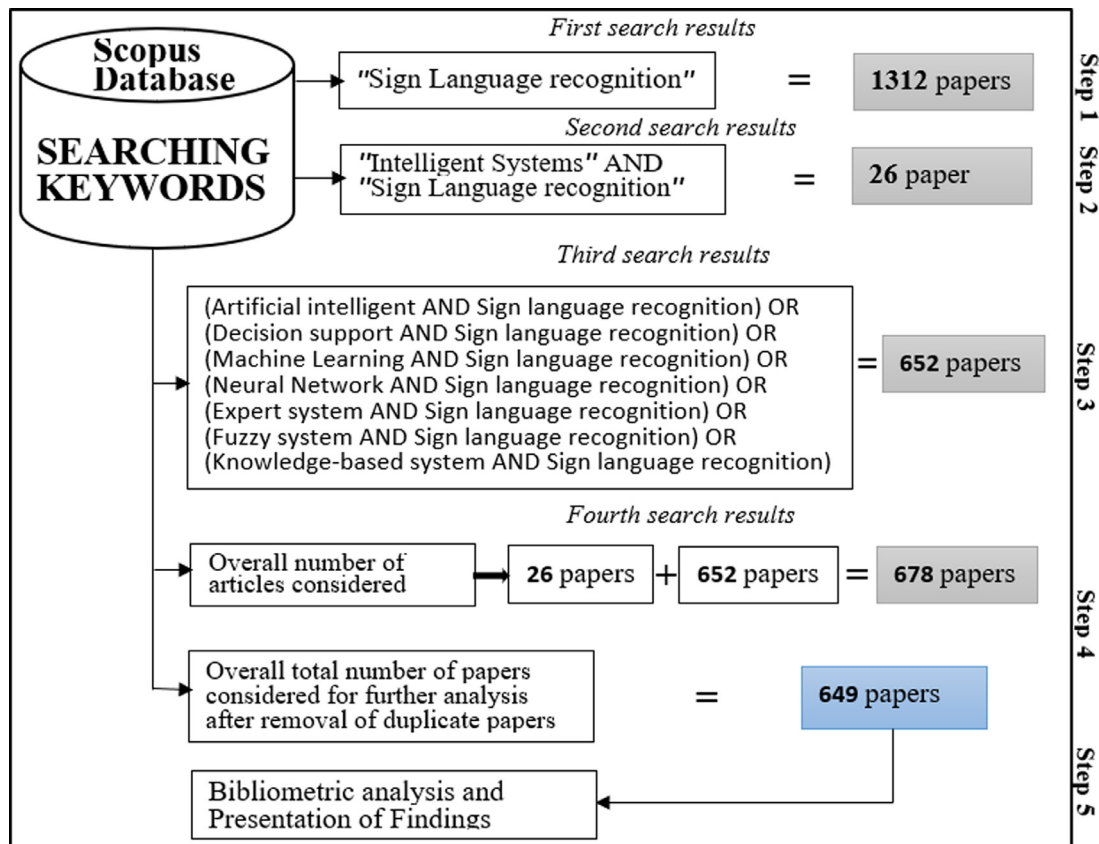 First search results
Scopus
Database
SEARCHING
KEYWORDS
"Sign Language recognition"
=
1312 papers
Step 1
Second search results
"Intelligent Systems" AND
"Sign Language recognition"
=
26 paper
Step 2
Third search results
(Artificial intelligent AND Sign language recognition) OR
(Decision support AND Sign language recognition) OR
(Machine Learning AND Sign language recognition) OR
(Neural Network AND Sign language recognition) OR
(Expert system AND Sign language recognition) OR
(Fuzzy system AND Sign language recognition) OR
(Knowledge-based system AND Sign language recognition)
= 652 papers
Step 3
Fourth search results
Overall number of
articles considered
26 papers + 652 papers = 678 papers
Step 4
Overall total number of papers
considered for further analysis
after removal of duplicate papers
=
649 papers
Bibliometric analysis and
Presentation of Findings
Step 5